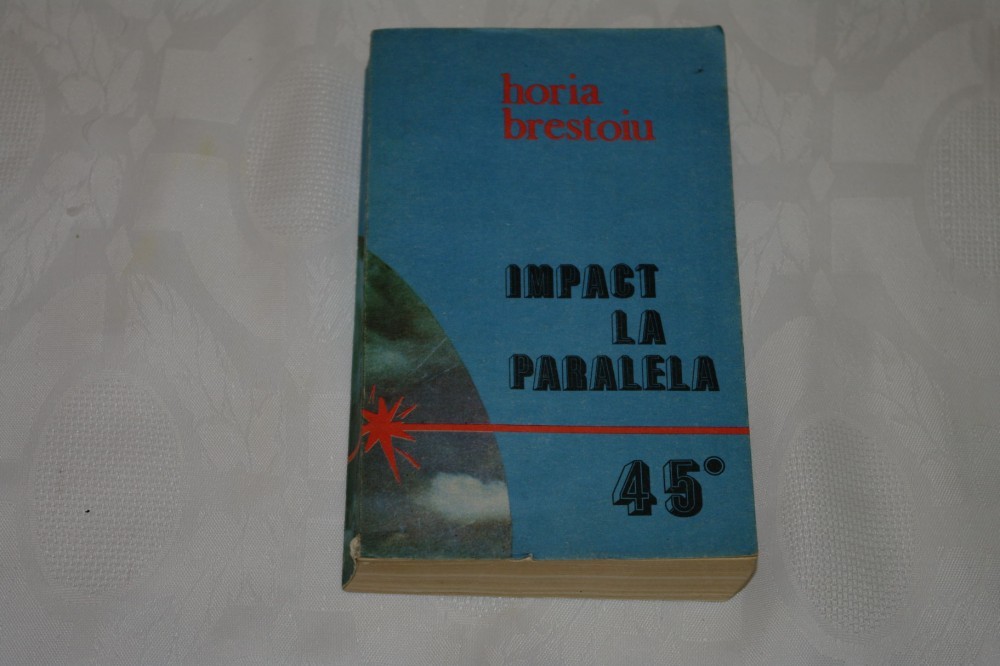 horia
brestoiu
IMPACT
LA
PARALELA
45°